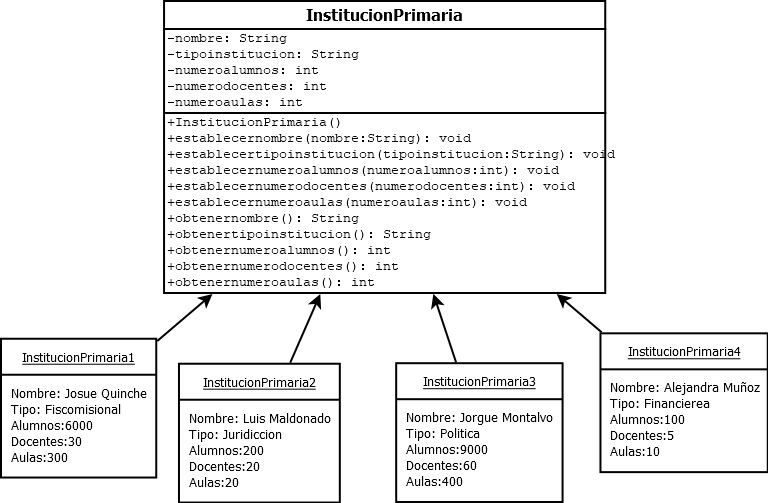 InstitucionPrimaria
-nombre: String
-tipoinstitucion: String
-numeroalumnos: int
-numerodocentes: int
-numeroaulas: int
+InstitucionPrimaria()
+establecernombre(nombre:String): void
+establecertipoinstitucion(tipoinstitucion:String): void
+establecernumeroalumnos(numeroalumnos:int): void
+establecernumerodocentes(numerodocentes:int): void
+establecernumeroaulas(numeroaulas:int): void
+obtenernombre(): String
+obtenertipoinstitucion(): String
+obtenernumeroalumnos(): int
+obtenernumerodocentes(): int
+obtenernumeroaulas(): int
InstitucionPrimaria1
Nombre: Josue Quinche
Tipo: Fiscomisional
Alumnos:6000
Docentes:30
Aulas:300
InstitucionPrimaria2
Nombre: Luis Maldonado
Tipo: Juridiccion
Alumnos:200
Docentes:20
Aulas:20
InstitucionPrimaria3
Nombre: Jorgue Montalvo
Tipo: Politica
Alumnos:9000
Docentes:60
Aulas:400
InstitucionPrimaria4
Nombre: Alejandra Muñoz
Tipo: Financierea
Alumnos:100
Docentes:5
Aulas:10